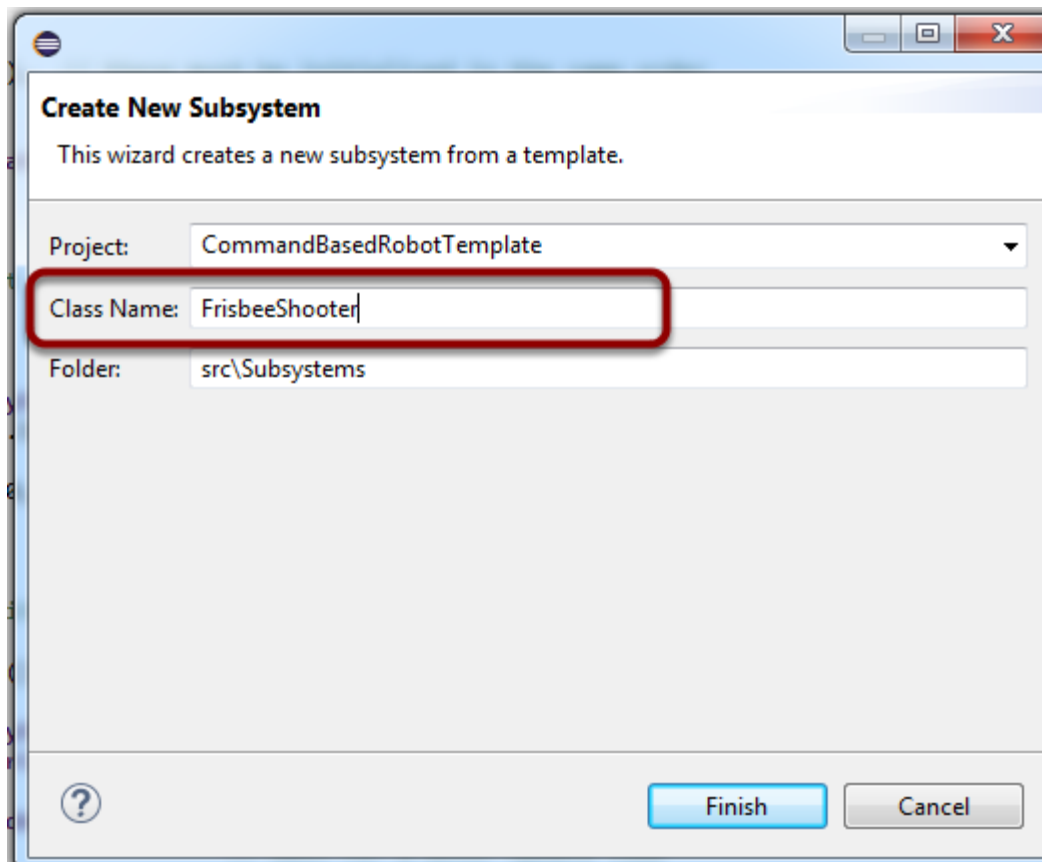 Create New Subsystem
This wizard creates a new subsystem from a template.
Project: CommandBasedRobotTemplate
Class Name: FrisbeeShooter
Folder: src\Subsystems
Finish Cancel